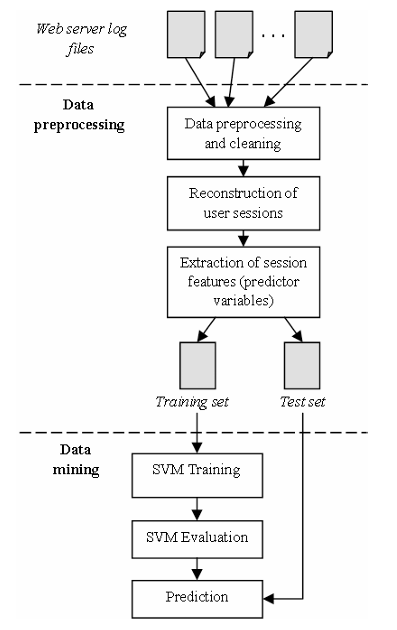 Web server log
files
. . .
Data
preprocessing
Data preprocessing
and cleaning
Reconstruction of
user sessions
Extraction of session
features (predictor
variables)
Training set
Test set
Data
mining
SVM Training
SVM Evaluation
Prediction